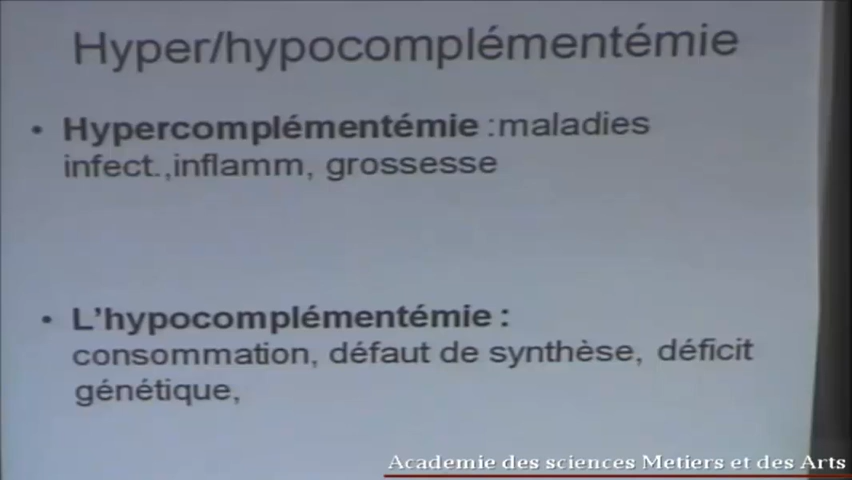 Hyper/hypocomplémentémie
• Hypercomplémentémie :maladies
infect.,inflamm, grossesse
• L'hypocomplémentémie :
consommation, défaut de synthèse, déficit
génétique,
Academie des sciences Metiers et des Arts